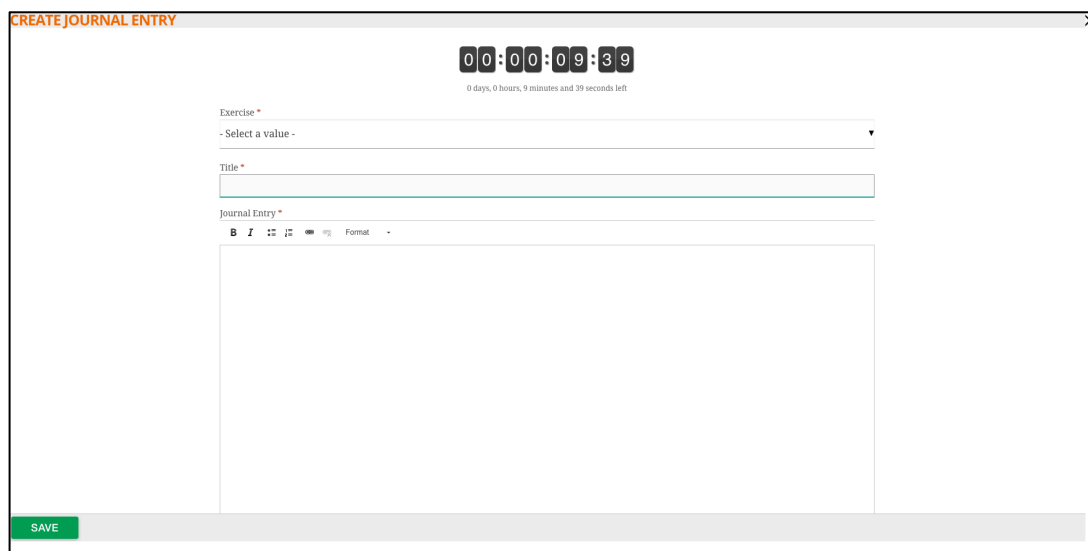 CREATE JOURNAL ENTRY
00:00:09:39
0 days, 0 hours, 9 minutes and 39 seconds left
Exercise *
- Select a value -
Title *
Journal Entry *
B I Format
SAVE